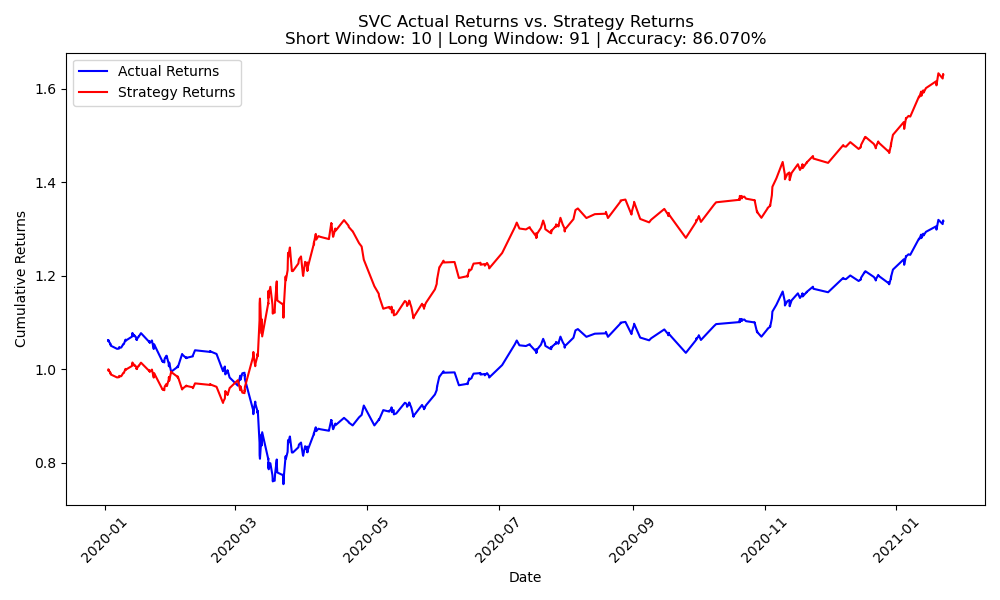 SVC Actual Returns vs. Strategy Returns
Short Window: 10 | Long Window: 91 | Accuracy: 86.070%
Actual Returns
Strategy Returns
Cumulative Returns
1.6
1.4
1.2
1.0
0.8
2020-01
2020-03
2020-05
2020-07
2020-09
2020-11
2021-01
Date